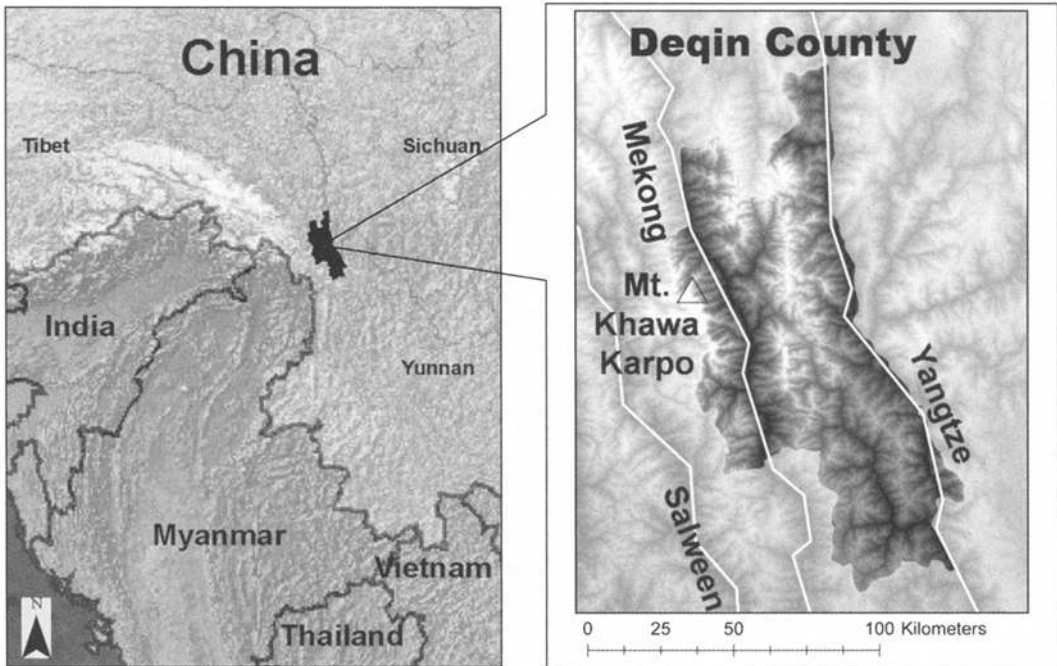 China
Tibet
Sichuan
India
Yunnan
Myanmar
Vietnam
Thailand
N
Deqin County
Mekong
Mt.
Khawa
Karpo
Yangtze
Salween
0 25 50 100 Kilometers